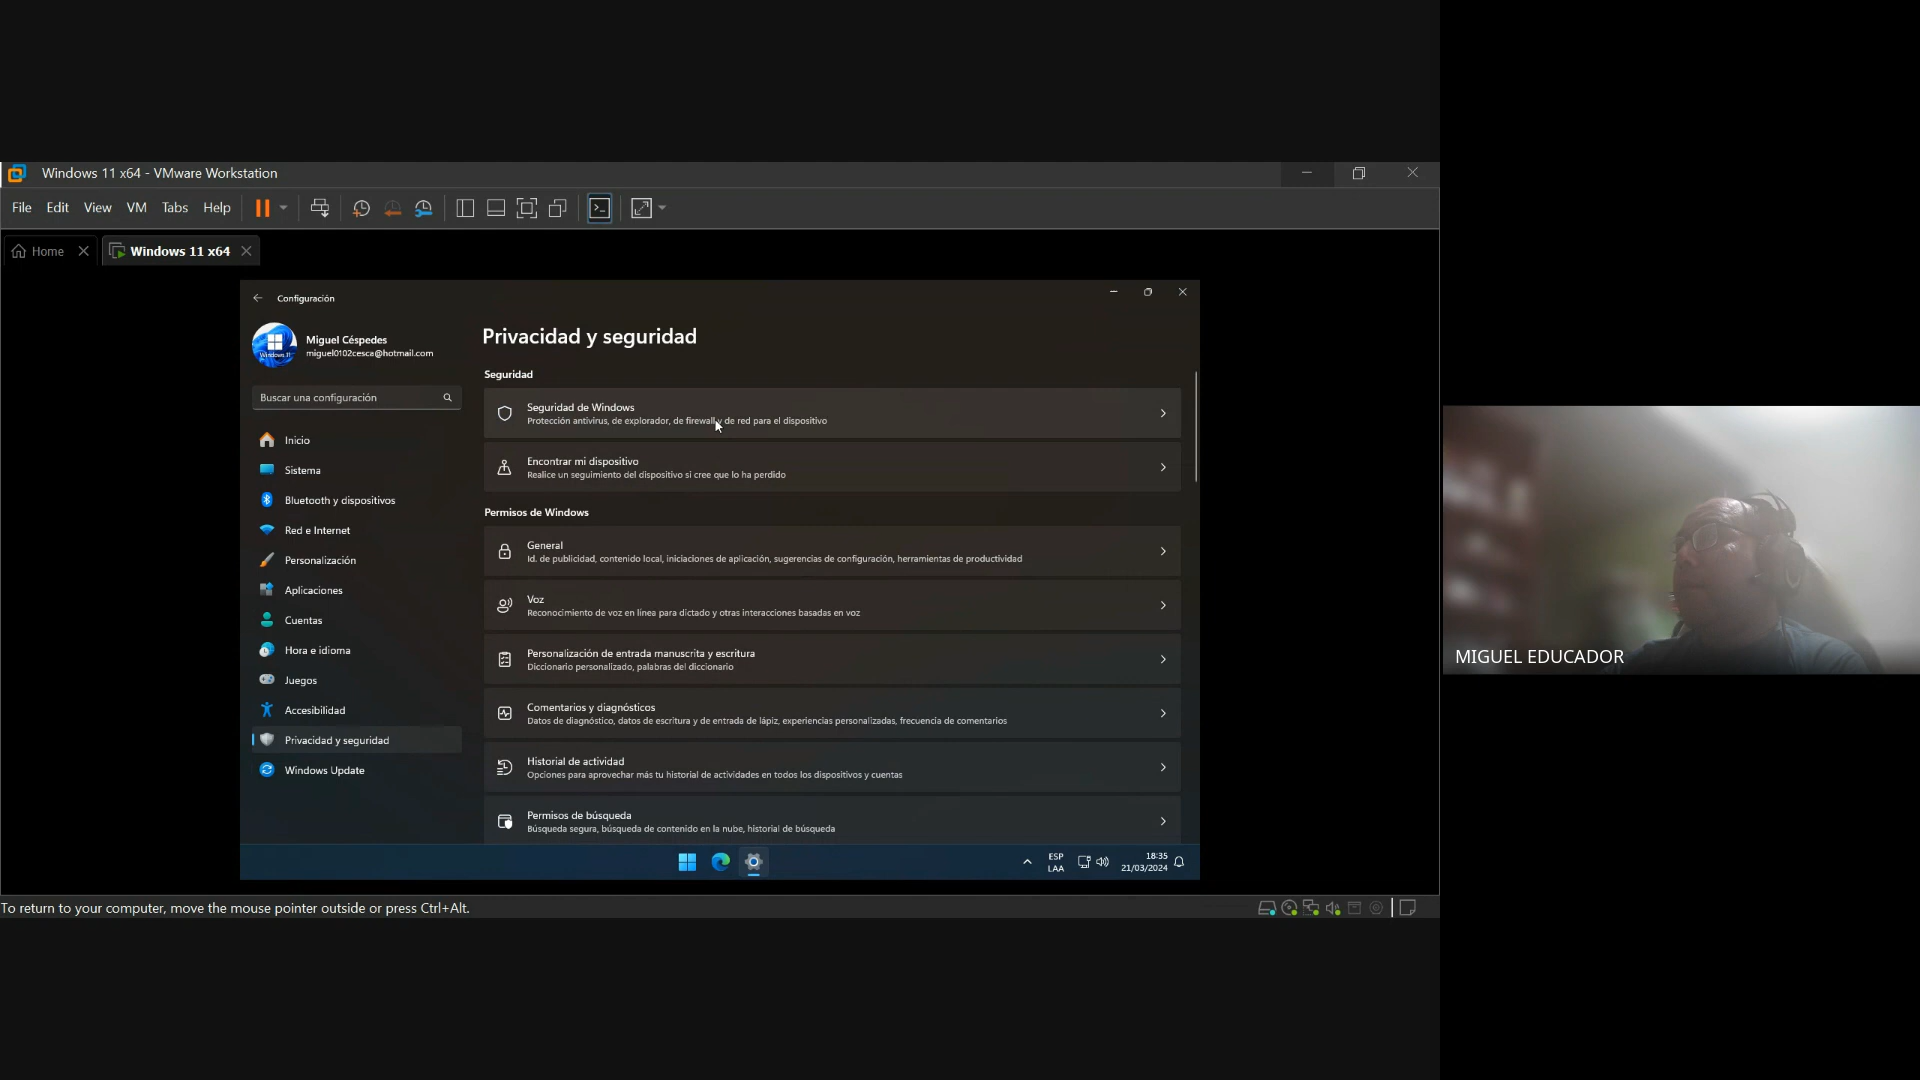 Windows 11 x64 - VMware Workstation
File Edit View VM Tabs Help
Home
Windows 11 x64
Configuración
Miguel Céspedes
miguel0102cesca@hotmail.com
Buscar una configuración
Inicio
Sistema
Bluetooth y dispositivos
Red e Internet
Personalización
Aplicaciones
Cuentas
Hora e idioma
Juegos
Accesibilidad
Privacidad y seguridad
Windows Update
Privacidad y seguridad
Seguridad
Seguridad de Windows
Protección antivirus, de explorador, de firewall y de red para el dispositivo
Encontrar mi dispositivo
Realice un seguimiento del dispositivo si cree que lo ha perdido
Permisos de Windows
General
Id. de publicidad, contenido local, iniciaciones de aplicación, sugerencias de configuración, herramientas de productividad
Voz
Reconocimiento de voz en línea para dictado y otras interacciones basadas en voz
Personalización de entrada manuscrita y escritura
Diccionario personalizado, palabras del diccionario
Comentarios y diagnósticos
Datos de diagnóstico, datos de escritura y de entrada de lápiz, experiencias personalizadas, frecuencia de comentarios
Historial de actividad
Opciones para aprovechar más tu historial de actividades en todos los dispositivos y cuentas
Permisos de búsqueda
Búsqueda segura, búsqueda de contenido en la nube, historial de búsqueda
ESP
LAA
18:35
21/03/2024
To return to your computer, move the mouse pointer outside or press Ctrl+Alt.
MIGUEL EDUCADOR